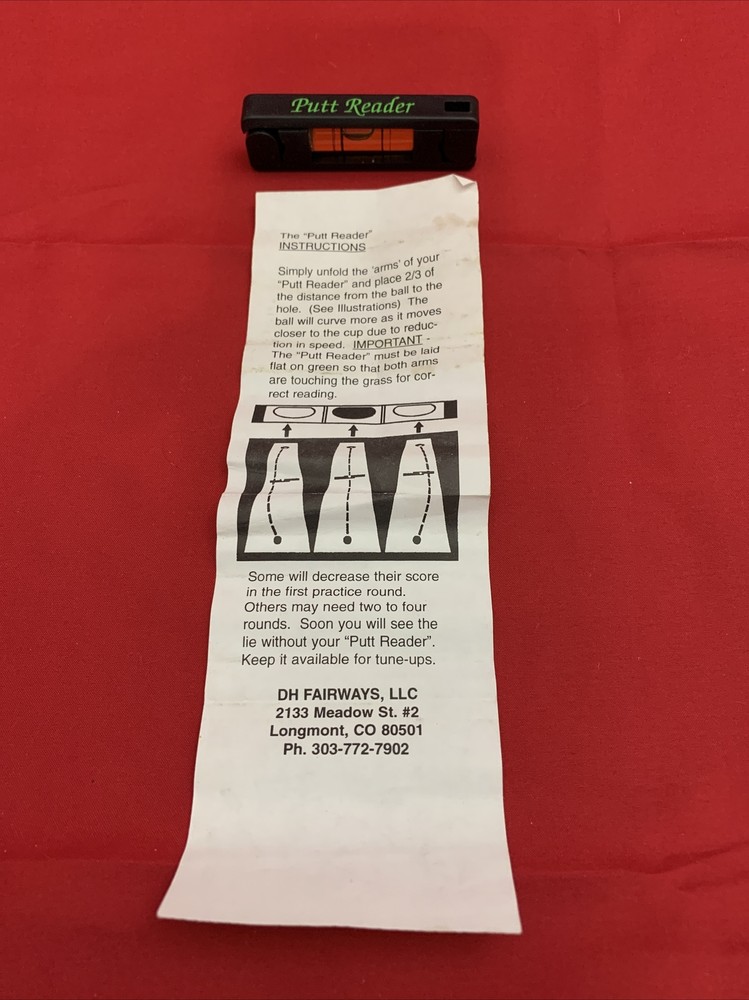 Putt Reader
The "Putt Reader"
INSTRUCTIONS
Simply unfold the 'arms' of your
"Putt Reader" and place 2/3 of
the distance from the ball to the
hole. (See Illustrations) The
ball will curve more as it moves
closer to the cup due to reduc-
tion in speed. IMPORTANT -
The "Putt Reader" must be laid
flat on green so that both arms
are touching the grass for cor-
rect reading.
Some will decrease their score
in the first practice round.
Others may need two to four
rounds. Soon you will see the
lie without your "Putt Reader".
Keep it available for tune-ups.
DH FAIRWAYS, LLC
2133 Meadow St. #2
Longmont, CO 80501
Ph. 303-772-7902